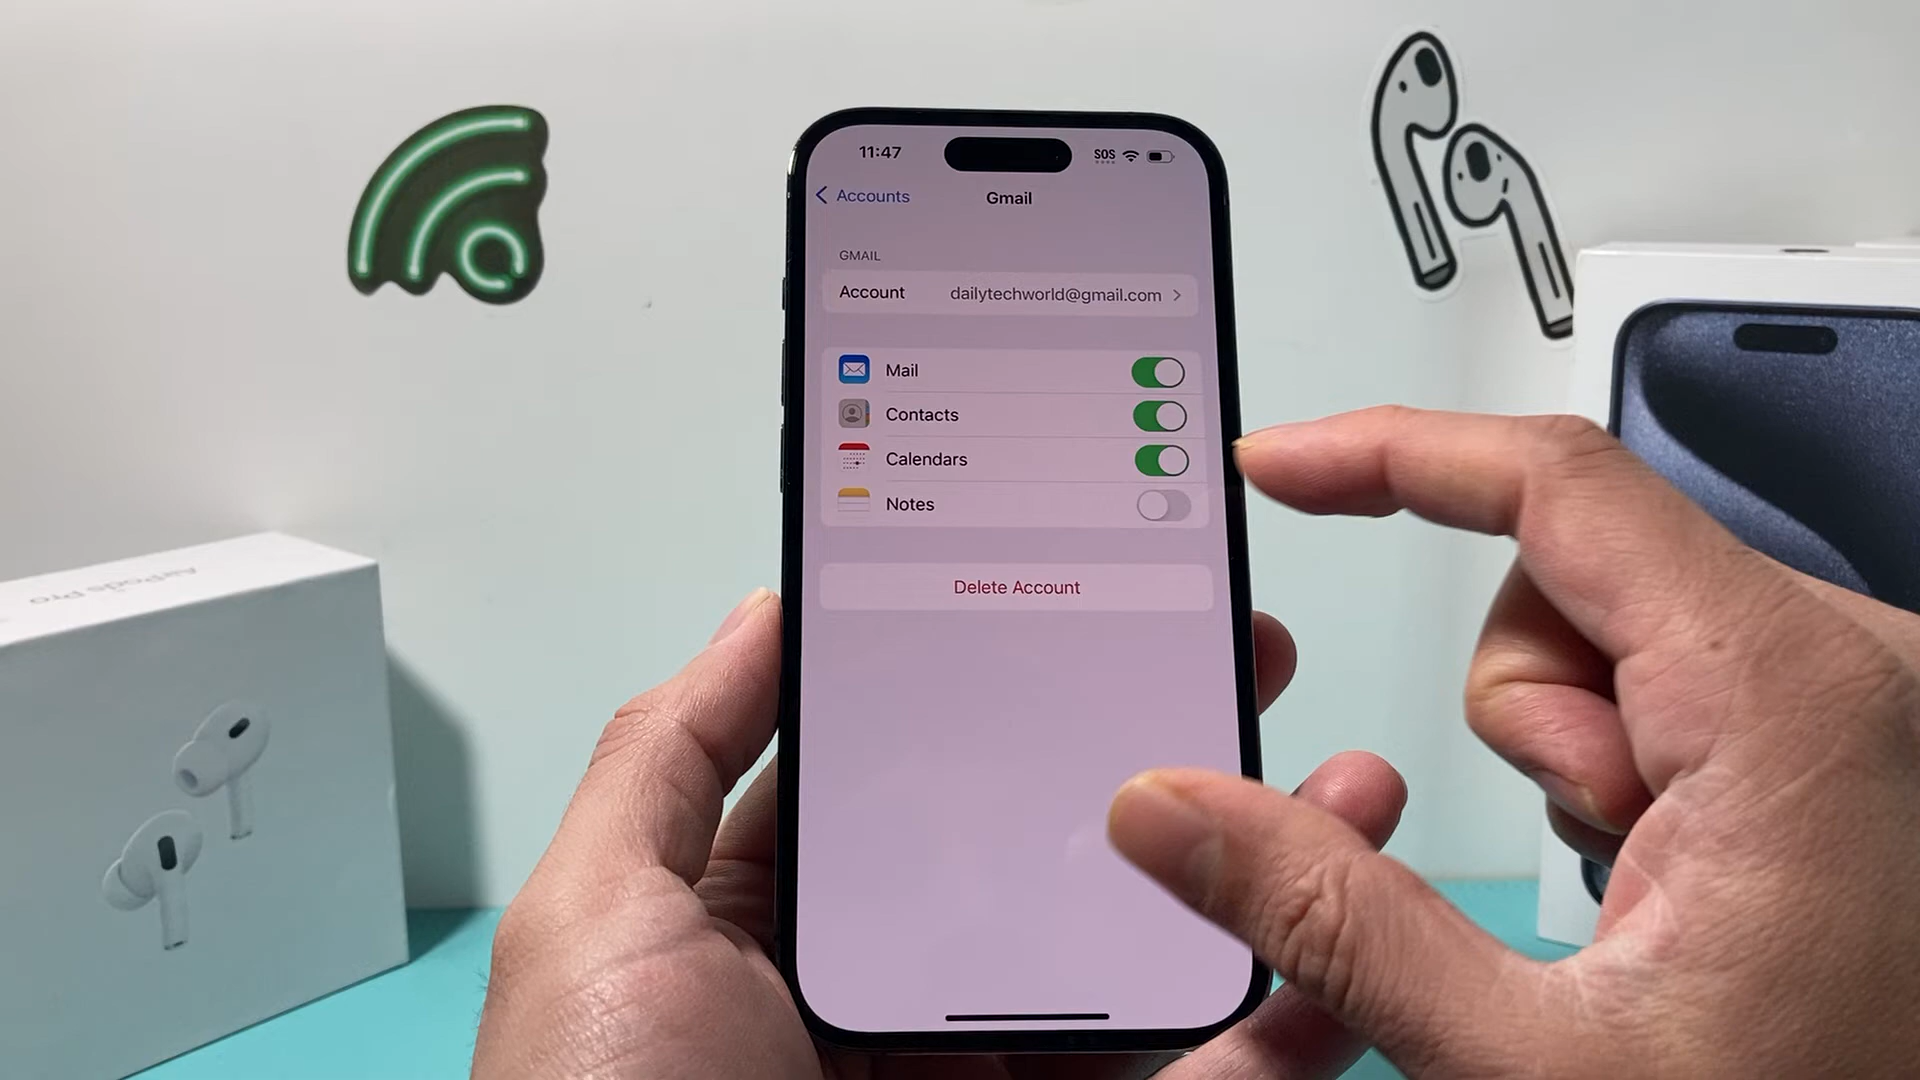 11:47
SOS
Accounts
Gmail
GMAIL
Account dailytechworld@gmail.com
Mail
Contacts
Calendars
Notes
Delete Account
AirPods Pro